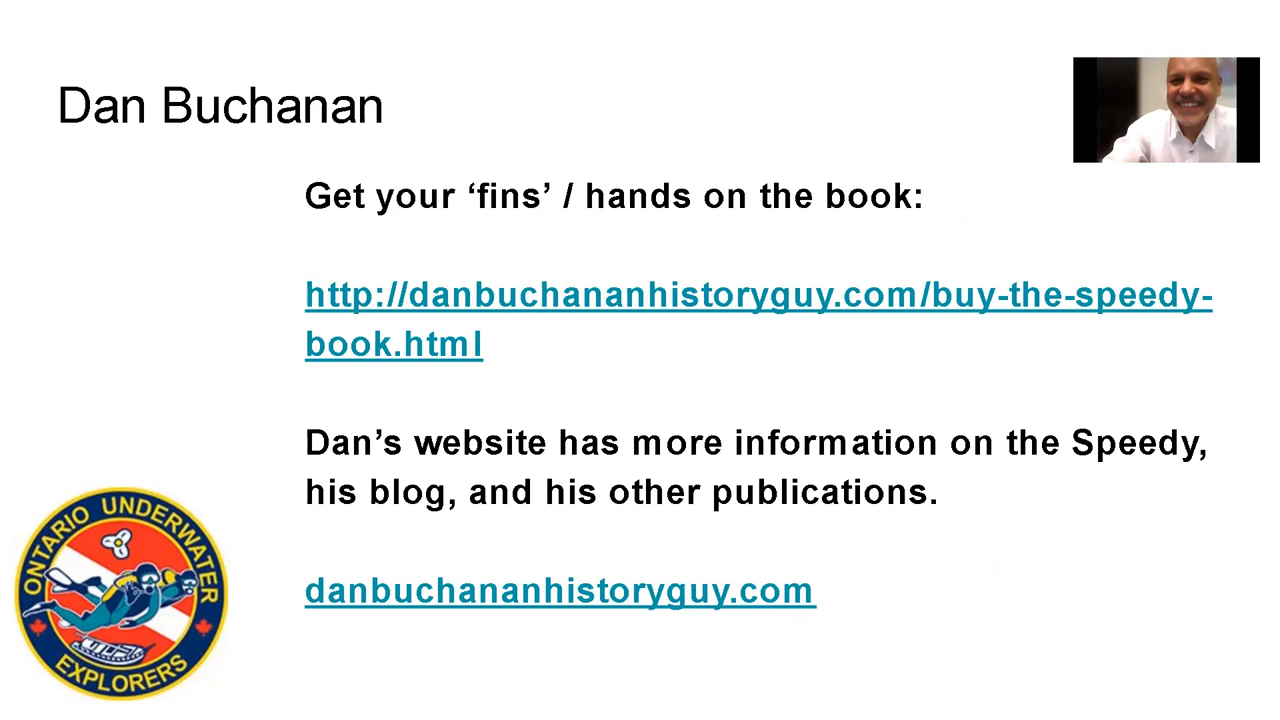 Dan Buchanan
Get your ‘fins’ / hands on the book:
http://danbuchananhistoryguy.com/buy-the-speedy-
book.html
Dan’s website has more information on the Speedy,
his blog, and his other publications.
danbuchananhistoryguy.com
ONTARIO UNDERWATER
EXPLORERS